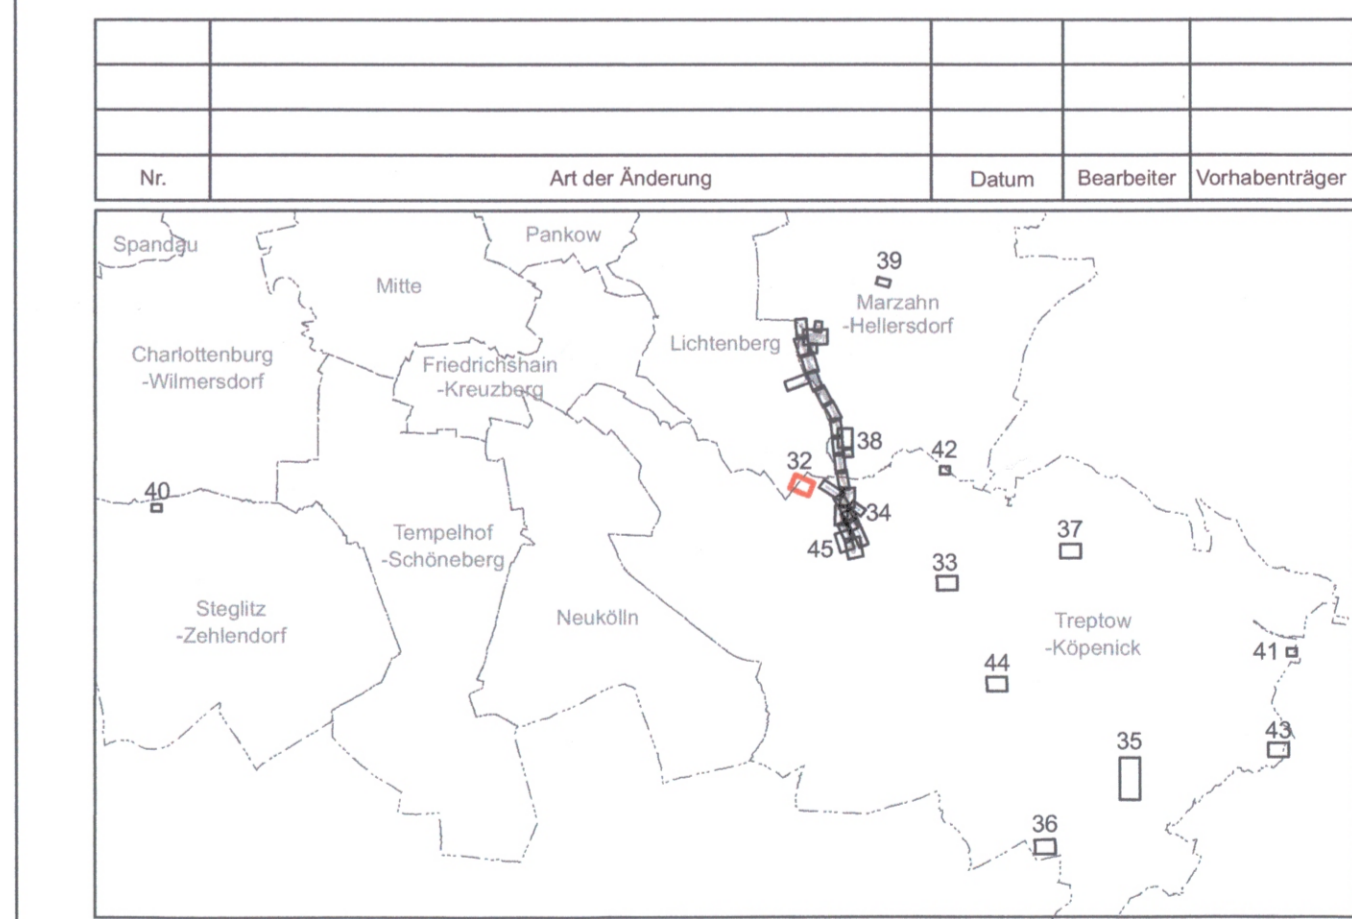 Nr. Art der Änderung Datum Bearbeiter Vorhabenträger
Spandau
Pankow
Mitte
39
Marzahn
-Hellersdorf
Charlottenburg
-Wilmersdorf
Lichtenberg
Friedrichshain
-Kreuzberg
38
42
32
40
34
Tempelhof
-Schöneberg
45
37
33
Steglitz
-Zehlendorf
Neukölln
Treptow
-Köpenick
41
44
43
35
36